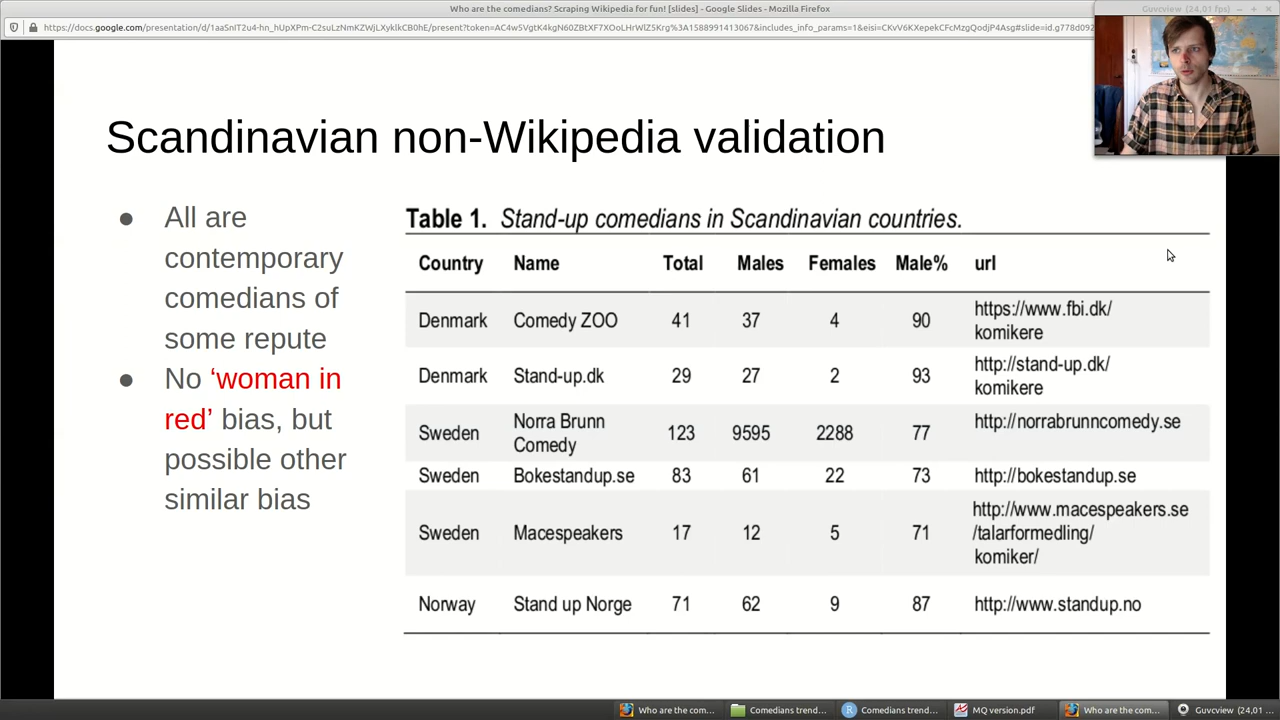 Who are the comedians? Scraping Wikipedia for fun! [slides] - Google Slides - Mozilla Firefox
Guvcview (24,01 fps)
Scandinavian non-Wikipedia validation
● All are
contemporary
comedians of
some repute
● No ‘woman in
red’ bias, but
possible other
similar bias
Table 1. Stand-up comedians in Scandinavian countries.
Country Name Total Males Females Male% url
Denmark Comedy ZOO 41 37 4 90 https://www.fbi.dk/
komikere
Denmark Stand-up.dk 29 27 2 93 http://stand-up.dk/
komikere
Sweden Norra Brunn
Comedy 123 9595 2288 77 http://norrabrunncomedy.se
Sweden Bokestandup.se 83 61 22 73 http://bokestandup.se
Sweden Macespeakers 17 12 5 71 http://www.macespeakers.se
/talarformedling/
komiker/
Norway Stand up Norge 71 62 9 87 http://www.standup.no
Who are the com... Comedians trend... Comedians trend... MQ version.pdf Who are the com... Guvcview (24,01 ...